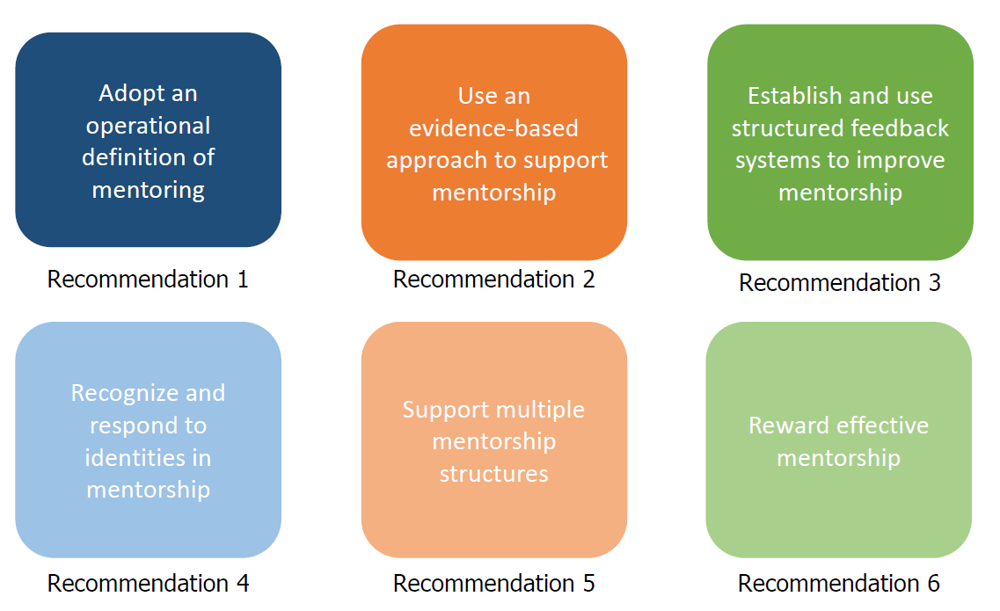 Adopt an
operational
definition of
mentoring
Recommendation 1
Use an
evidence-based
approach to support
mentorship
Recommendation 2
Establish and use
structured feedback
systems to improve
mentorship
Recommendation 3
Recognize and
respond to
identities in
mentorship
Recommendation 4
Support multiple
mentorship
structures
Recommendation 5
Reward effective
mentorship
Recommendation 6